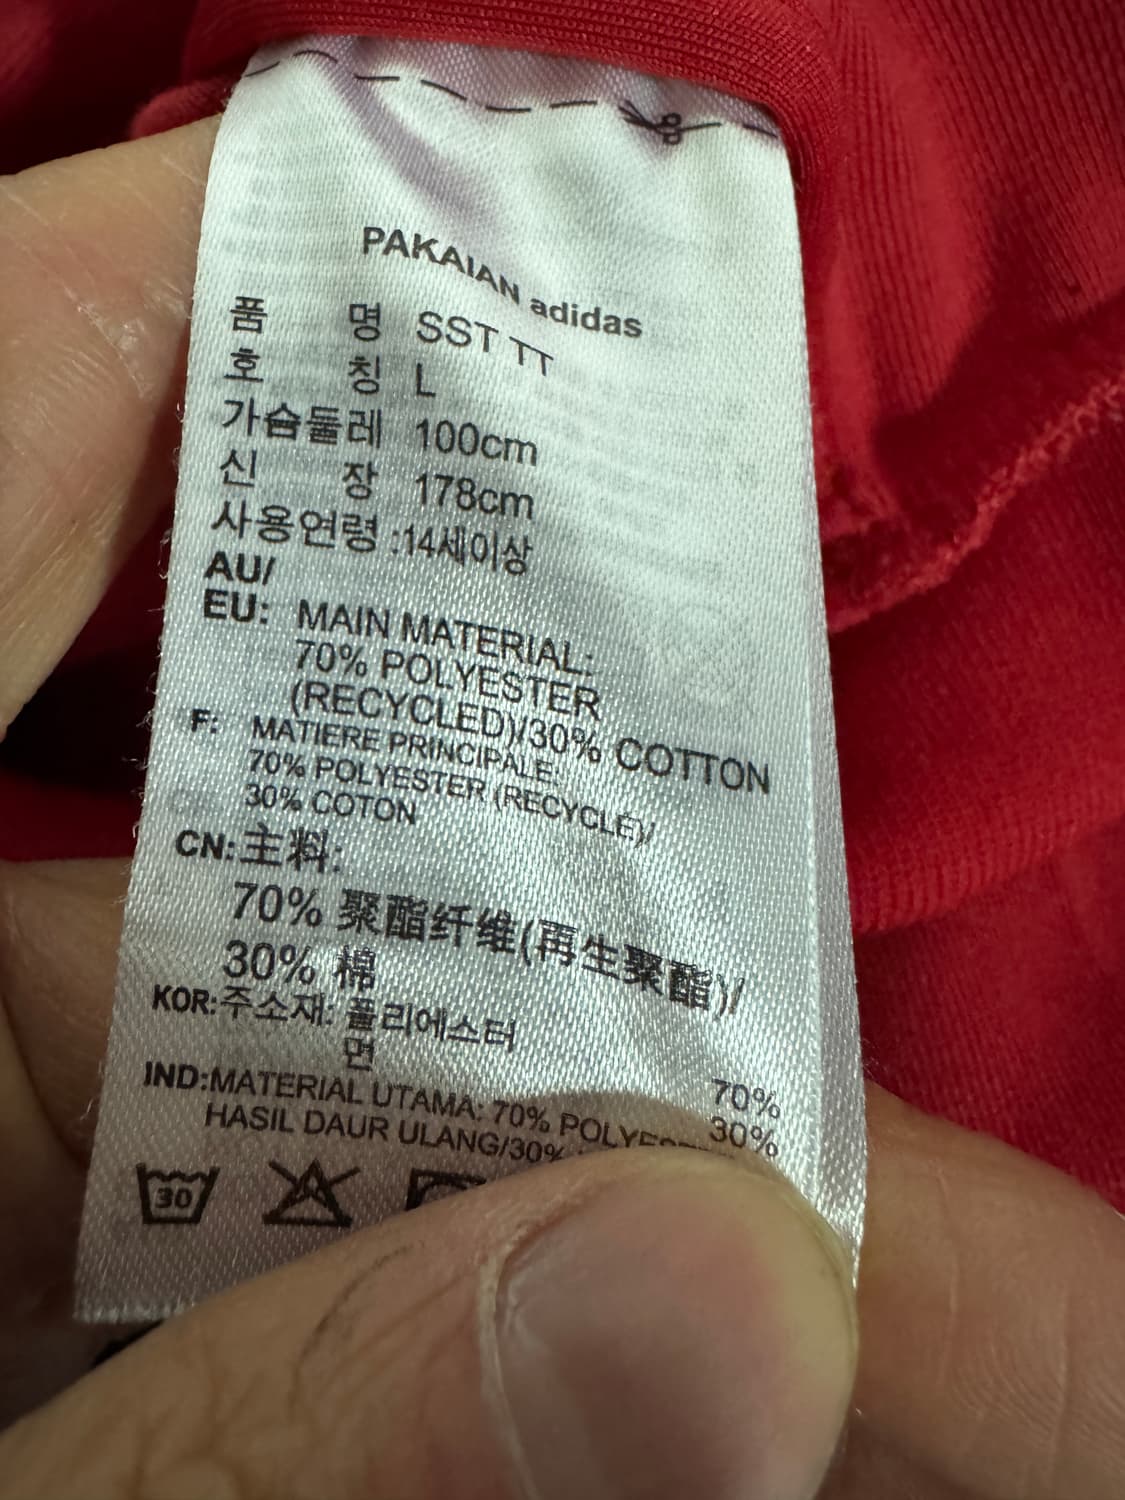 PAKAIAN adidas
품 명 SST TT
호 칭 L
가슴둘레 100cm
신 장 178cm
사용연령 :14세이상
AU/
EU: MAIN MATERIAL:
70% POLYESTER
(RECYCLED)/30% COTTON
F: MATIERE PRINCIPALE:
70% POLYESTER (RECYCLÉ)/
30% COTON
CN:主料:
70% 聚酯纤维(再生聚酯)/
30% 棉
KOR:주소재: 폴리에스터 70%
면 30%
IND:MATERIAL UTAMA: 70%
HASIL DAUR ULANG/30%
30